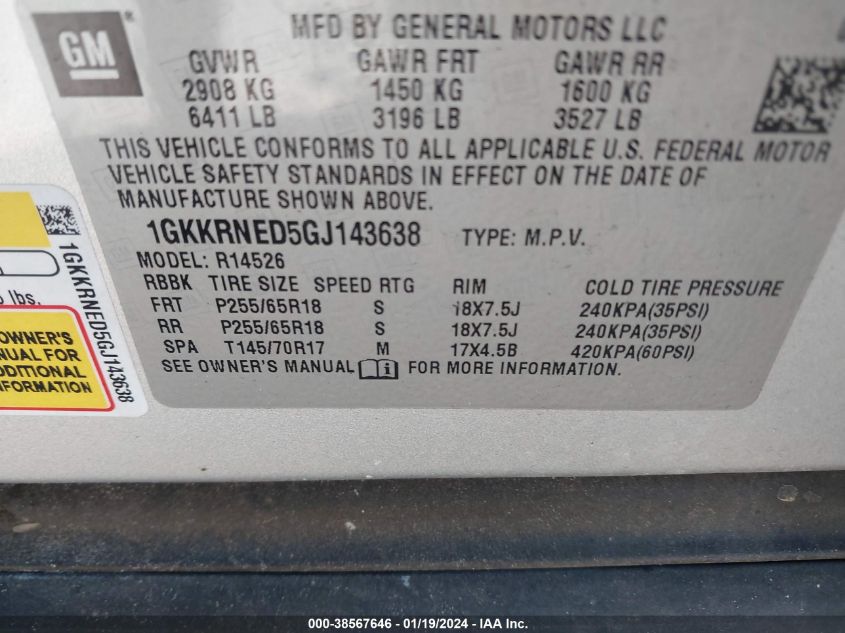 GM
MFD BY GENERAL MOTORS LLC
GVWR GAWR FRT GAWR RR
2908 KG 1450 KG 1600 KG
6411 LB 3196 LB 3527 LB
THIS VEHICLE CONFORMS TO ALL APPLICABLE U.S. FEDERAL MOTOR
VEHICLE SAFETY STANDARDS IN EFFECT ON THE DATE OF
MANUFACTURE SHOWN ABOVE.
1GKKRNED5GJ143638 TYPE: M.P.V.
MODEL: R14526
RBBK TIRE SIZE SPEED RTG RIM COLD TIRE PRESSURE
FRT P255/65R18 S 18X7.5J 240KPA(35PSI)
RR P255/65R18 S 18X7.5J 240KPA(35PSI)
SPA T145/70R17 M 17X4.5B 420KPA(60PSI)
SEE OWNER'S MANUAL FOR MORE INFORMATION.
1GKKRNED5GJ143638
lbs.
OWNER'S
MANUAL FOR
ADDITIONAL
INFORMATION
000-38567646 - 01/19/2024 - IAA Inc.